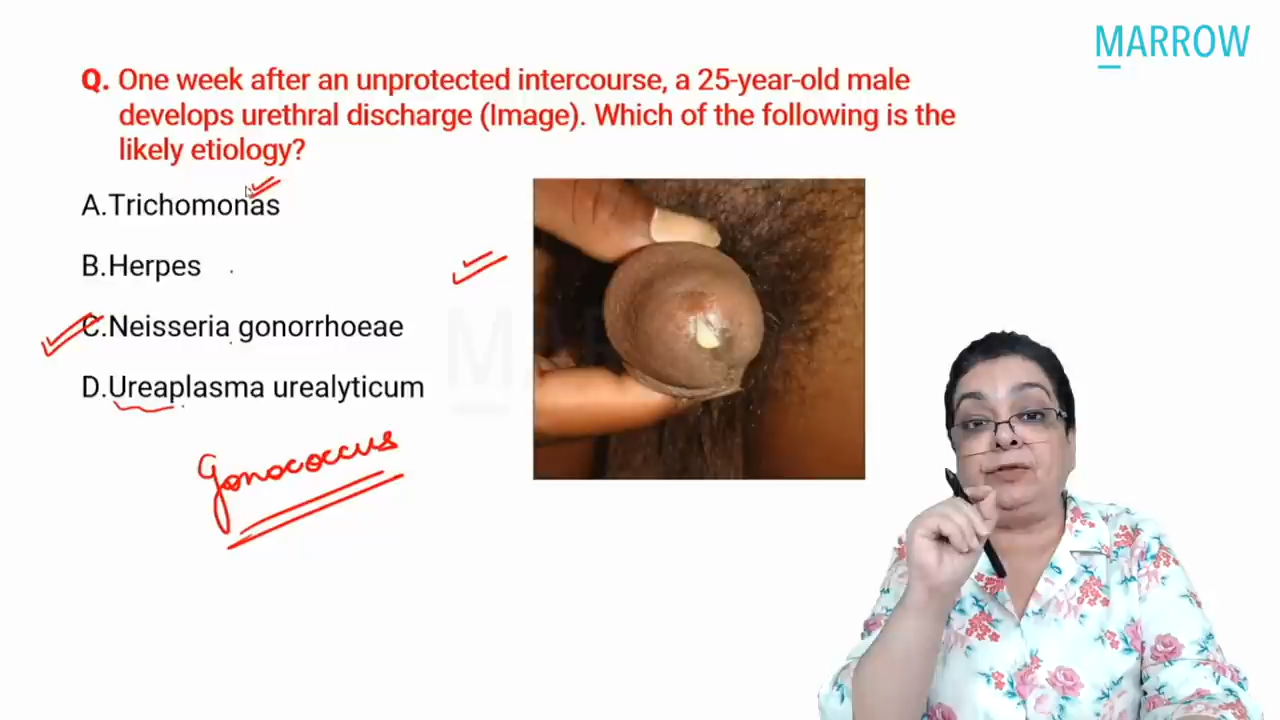 MARROW
Q. One week after an unprotected intercourse, a 25-year-old male
develops urethral discharge (Image). Which of the following is the
likely etiology?
A.Trichomonas
B.Herpes
C.Neisseria gonorrhoeae
D.Ureaplasma urealyticum
Gonococcus